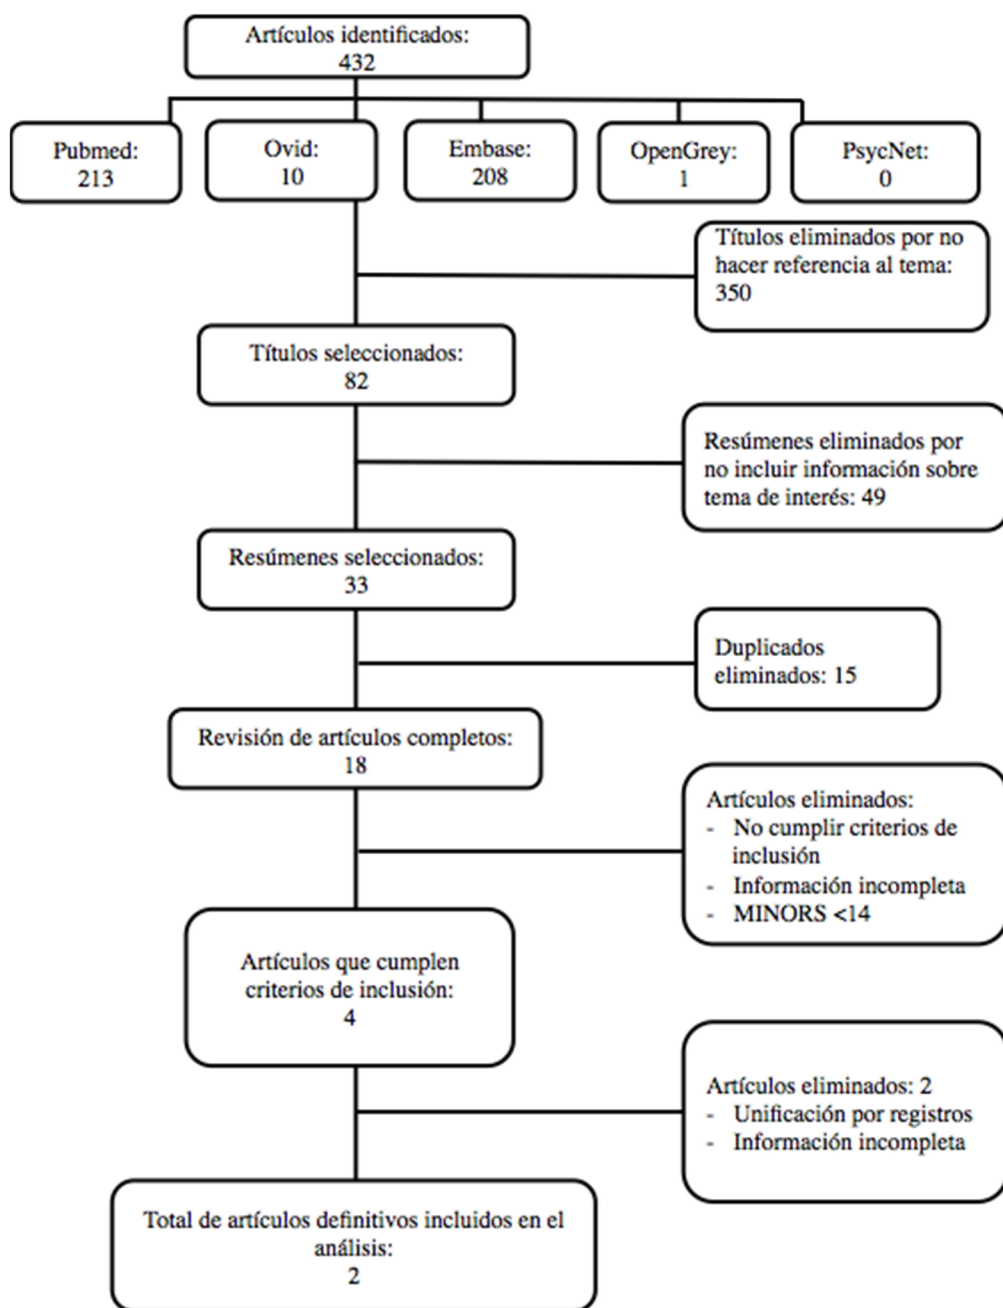 Artículos identificados:
432
Pubmed:
213
Ovid:
10
Embase:
208
OpenGrey:
1
PsycNet:
0
Títulos eliminados por no
hacer referencia al tema:
350
Títulos seleccionados:
82
Resúmenes eliminados por
no incluir información sobre
tema de interés: 49
Resúmenes seleccionados:
33
Duplicados
eliminados: 15
Revisión de artículos completos:
18
Artículos eliminados:
- No cumplir criterios de
inclusión
- Información incompleta
- MINORS <14
Artículos que cumplen
criterios de inclusión:
4
Artículos eliminados: 2
- Unificación por registros
- Información incompleta
Total de artículos definitivos incluidos en el
análisis:
2